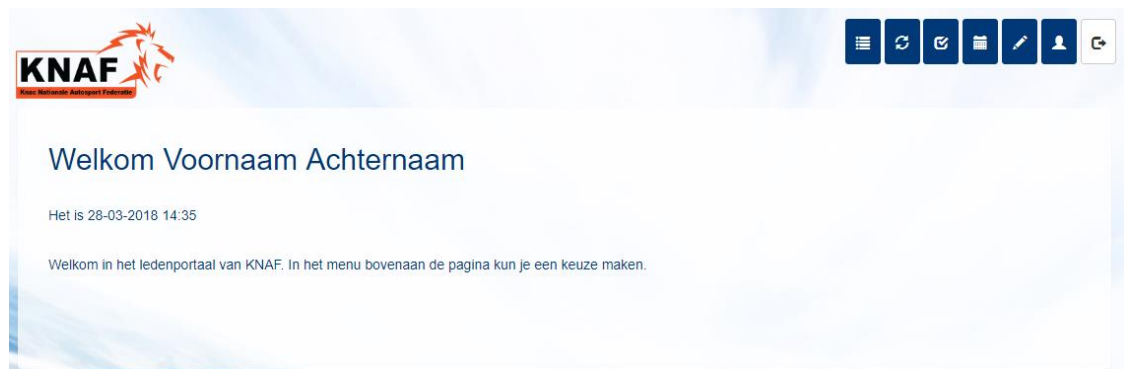 KNAF
Knac Nationale Autosport Federatie
Welkom Voornaam Achternaam
Het is 28-03-2018 14:35
Welkom in het ledenportaal van KNAF. In het menu bovenaan de pagina kun je een keuze maken.